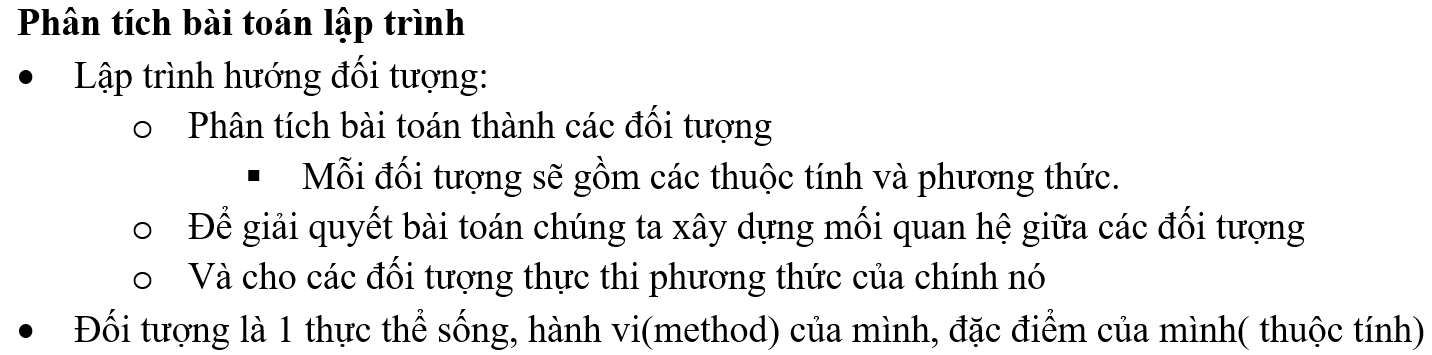 Phân tích bài toán lập trình
• Lập trình hướng đối tượng:
o Phân tích bài toán thành các đối tượng
▪ Mỗi đối tượng sẽ gồm các thuộc tính và phương thức.
o Để giải quyết bài toán chúng ta xây dựng mối quan hệ giữa các đối tượng
o Và cho các đối tượng thực thi phương thức của chính nó
• Đối tượng là 1 thực thể sống, hành vi(method) của mình, đặc điểm của mình( thuộc tính)